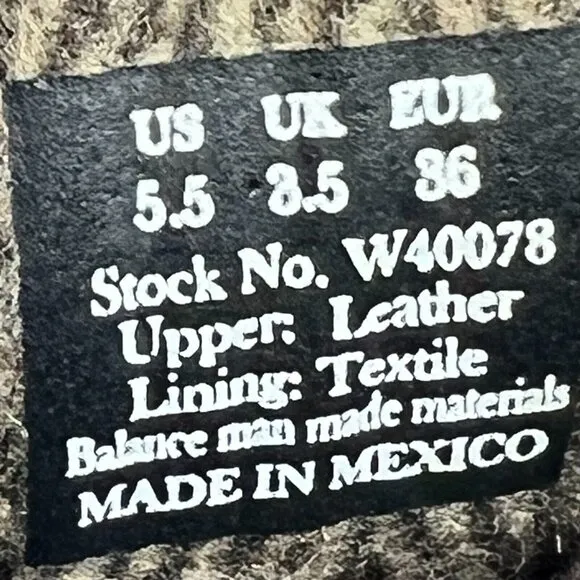 US UK EUR
5.5 3.5 36
Stock No. W40078
Upper: Leather
Lining: Textile
Balance man made materials
MADE IN MEXICO